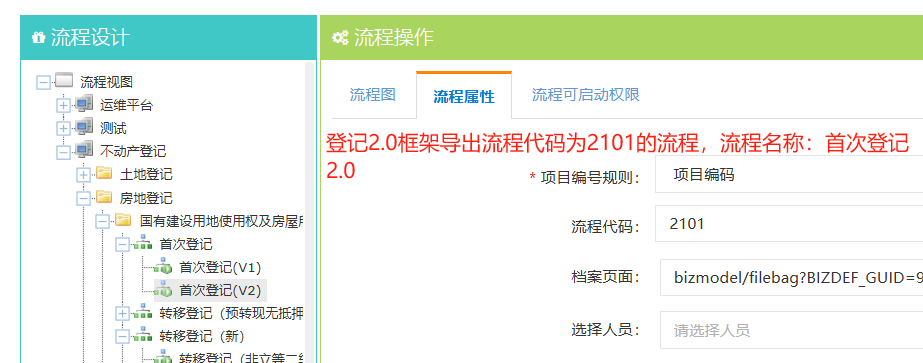 流程设计
流程操作
流程视图
运维平台
测试
不动产登记
土地登记
房地登记
国有建设用地使用权及房屋所
首次登记
首次登记(V1)
首次登记(V2)
转移登记（预转现无抵押
转移登记（新）
转移登记（非立等二维
流程图
流程属性
流程可启动权限
登记2.0框架导出流程代码为2101的流程，流程名称：首次登记
2.0
* 项目编号规则： 项目编码
流程代码： 2101
档案页面： bizmodel/filebag?BIZDEF_GUID=9
选择人员： 请选择人员